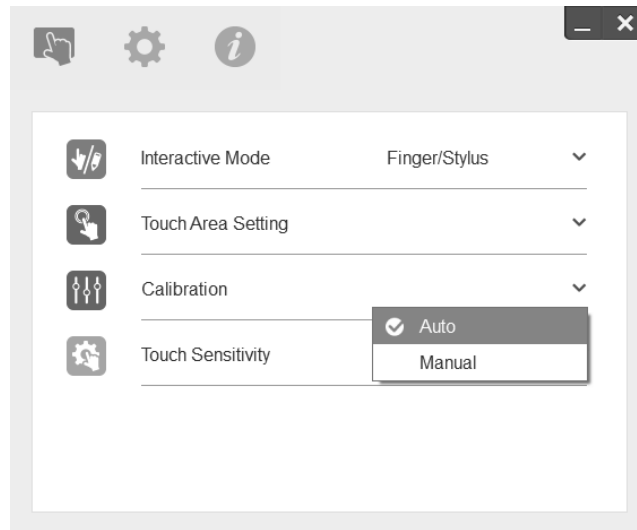 Interactive Mode Finger/Stylus
Touch Area Setting
Calibration
Auto
Touch Sensitivity
Manual